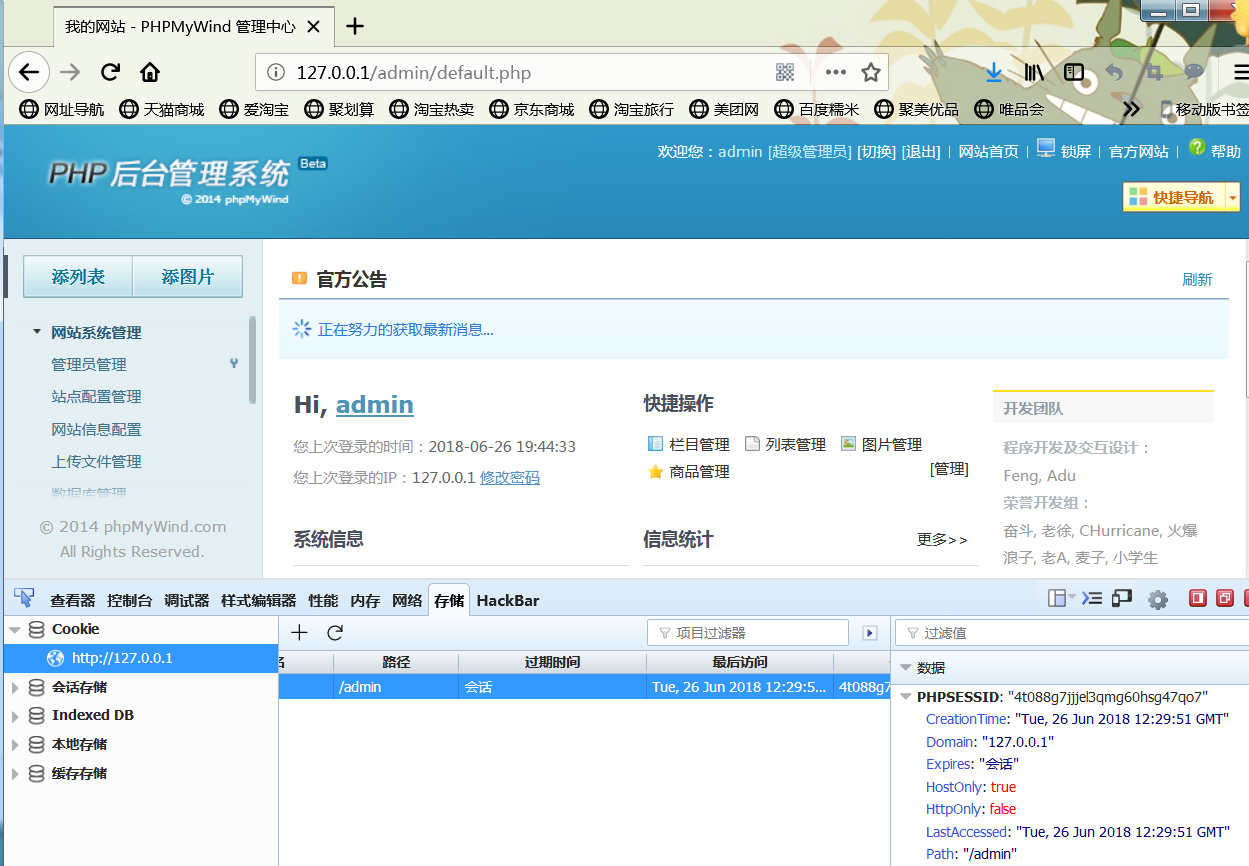 我的网站 - PHPMyWind 管理中心
127.0.0.1/admin/default.php
网址导航 天猫商城 爱淘宝 聚划算 淘宝热卖 京东商城 淘宝旅行 美团网 百度糯米 聚美优品 唯品会 移动版书签
PHP 后台管理系统 Beta
© 2014 phpMyWind
欢迎您：admin [超级管理员] [切换] [退出] | 网站首页 | 锁屏 | 官方网站 | 帮助
快捷导航
添列表 添图片
网站系统管理
管理员管理
站点配置管理
网站信息配置
上传文件管理
数据库管理
© 2014 phpMyWind.com
All Rights Reserved.
官方公告 刷新
正在努力的获取最新消息...
Hi, admin
您上次登录的时间：2018-06-26 19:44:33
您上次登录的IP：127.0.0.1 修改密码
系统信息
快捷操作
栏目管理 列表管理 图片管理
商品管理 [管理]
信息统计 更多>>
开发团队
程序开发及交互设计：
Feng, Adu
荣誉开发组：
奋斗, 老徐, CHurricane, 火爆
浪子, 老A, 麦子, 小学生
查看器 控制台 调试器 样式编辑器 性能 内存 网络 存储 HackBar
Cookie
http://127.0.0.1
会话存储
Indexed DB
本地存储
缓存存储
项目过滤器
路径 过期时间 最后访问
/admin 会话 Tue, 26 Jun 2018 12:29:5... 4t088g7
过滤值
数据
PHPSESSID: "4t088g7jjjel3qmg60hsg47qo7"
CreationTime: "Tue, 26 Jun 2018 12:29:51 GMT"
Domain: "127.0.0.1"
Expires: "会话"
HostOnly: true
HttpOnly: false
LastAccessed: "Tue, 26 Jun 2018 12:29:51 GMT"
Path: "/admin"